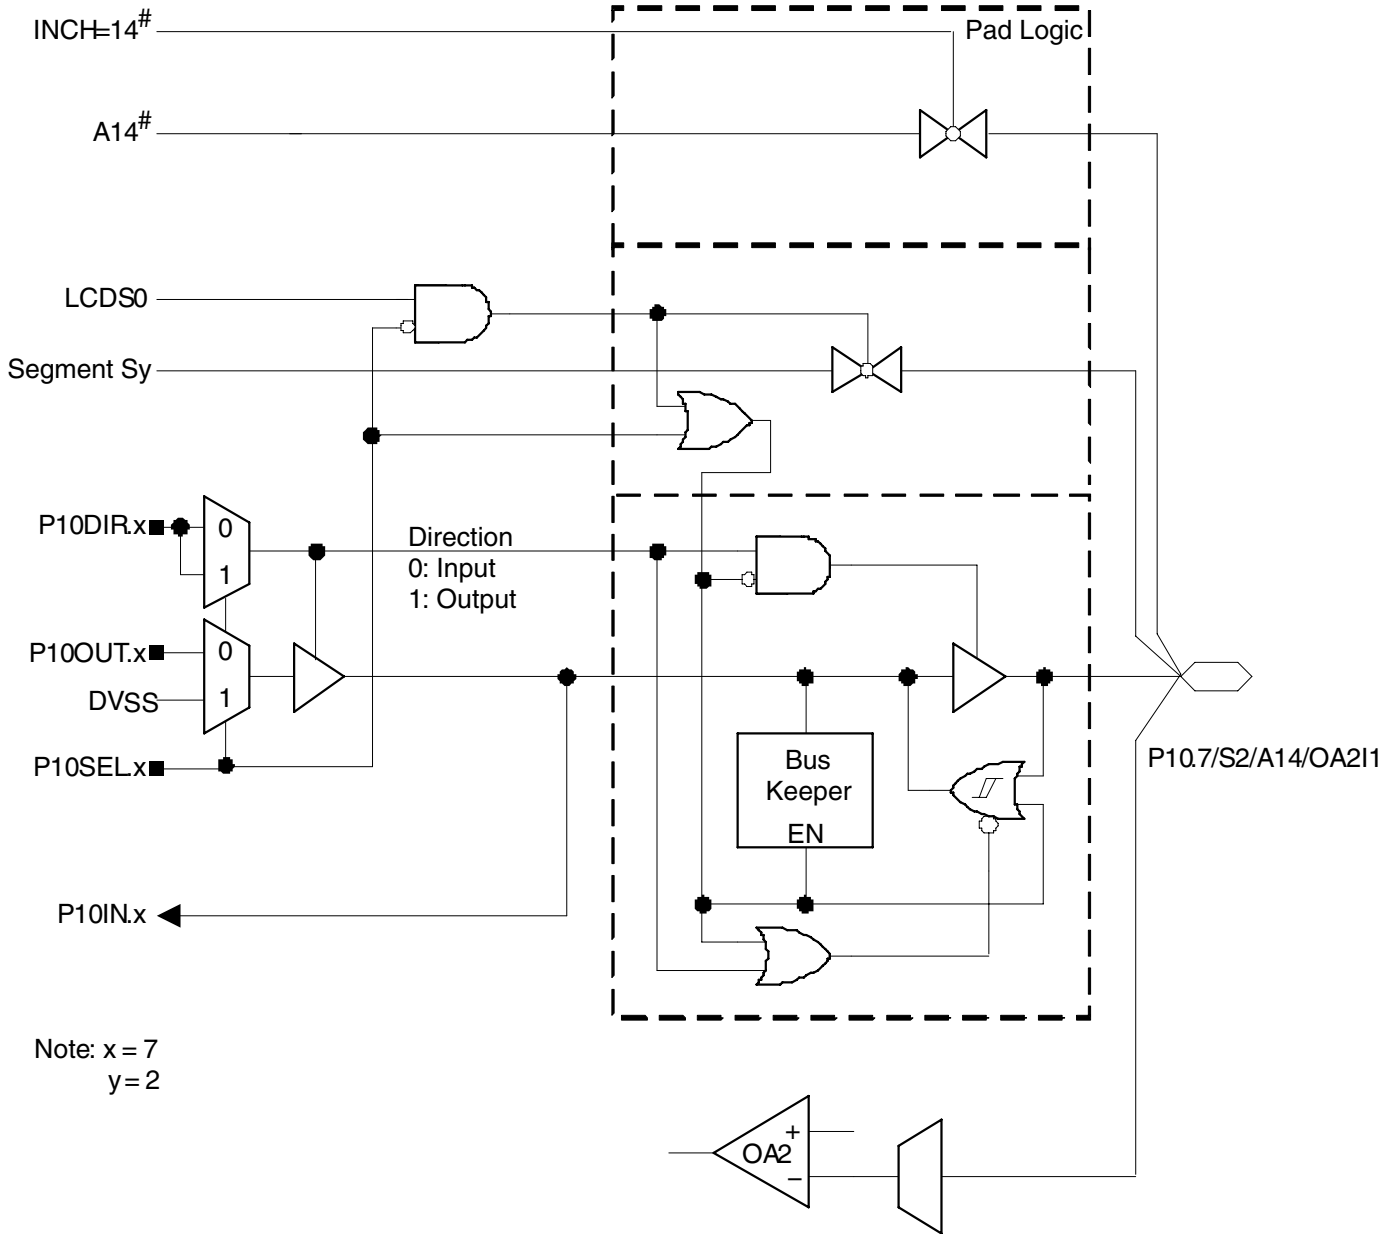 INCH=14#
Pad Logic
A14#
LCDS0
Segment Sy
P10DIR.x
0
1
Direction
0: Input
1: Output
P10OUT.x
0
DVSS
1
P10SEL.x
Bus
Keeper
EN
P10.7/S2/A14/OA2I1
P10IN.x
Note: x = 7
y = 2
+
OA2
−